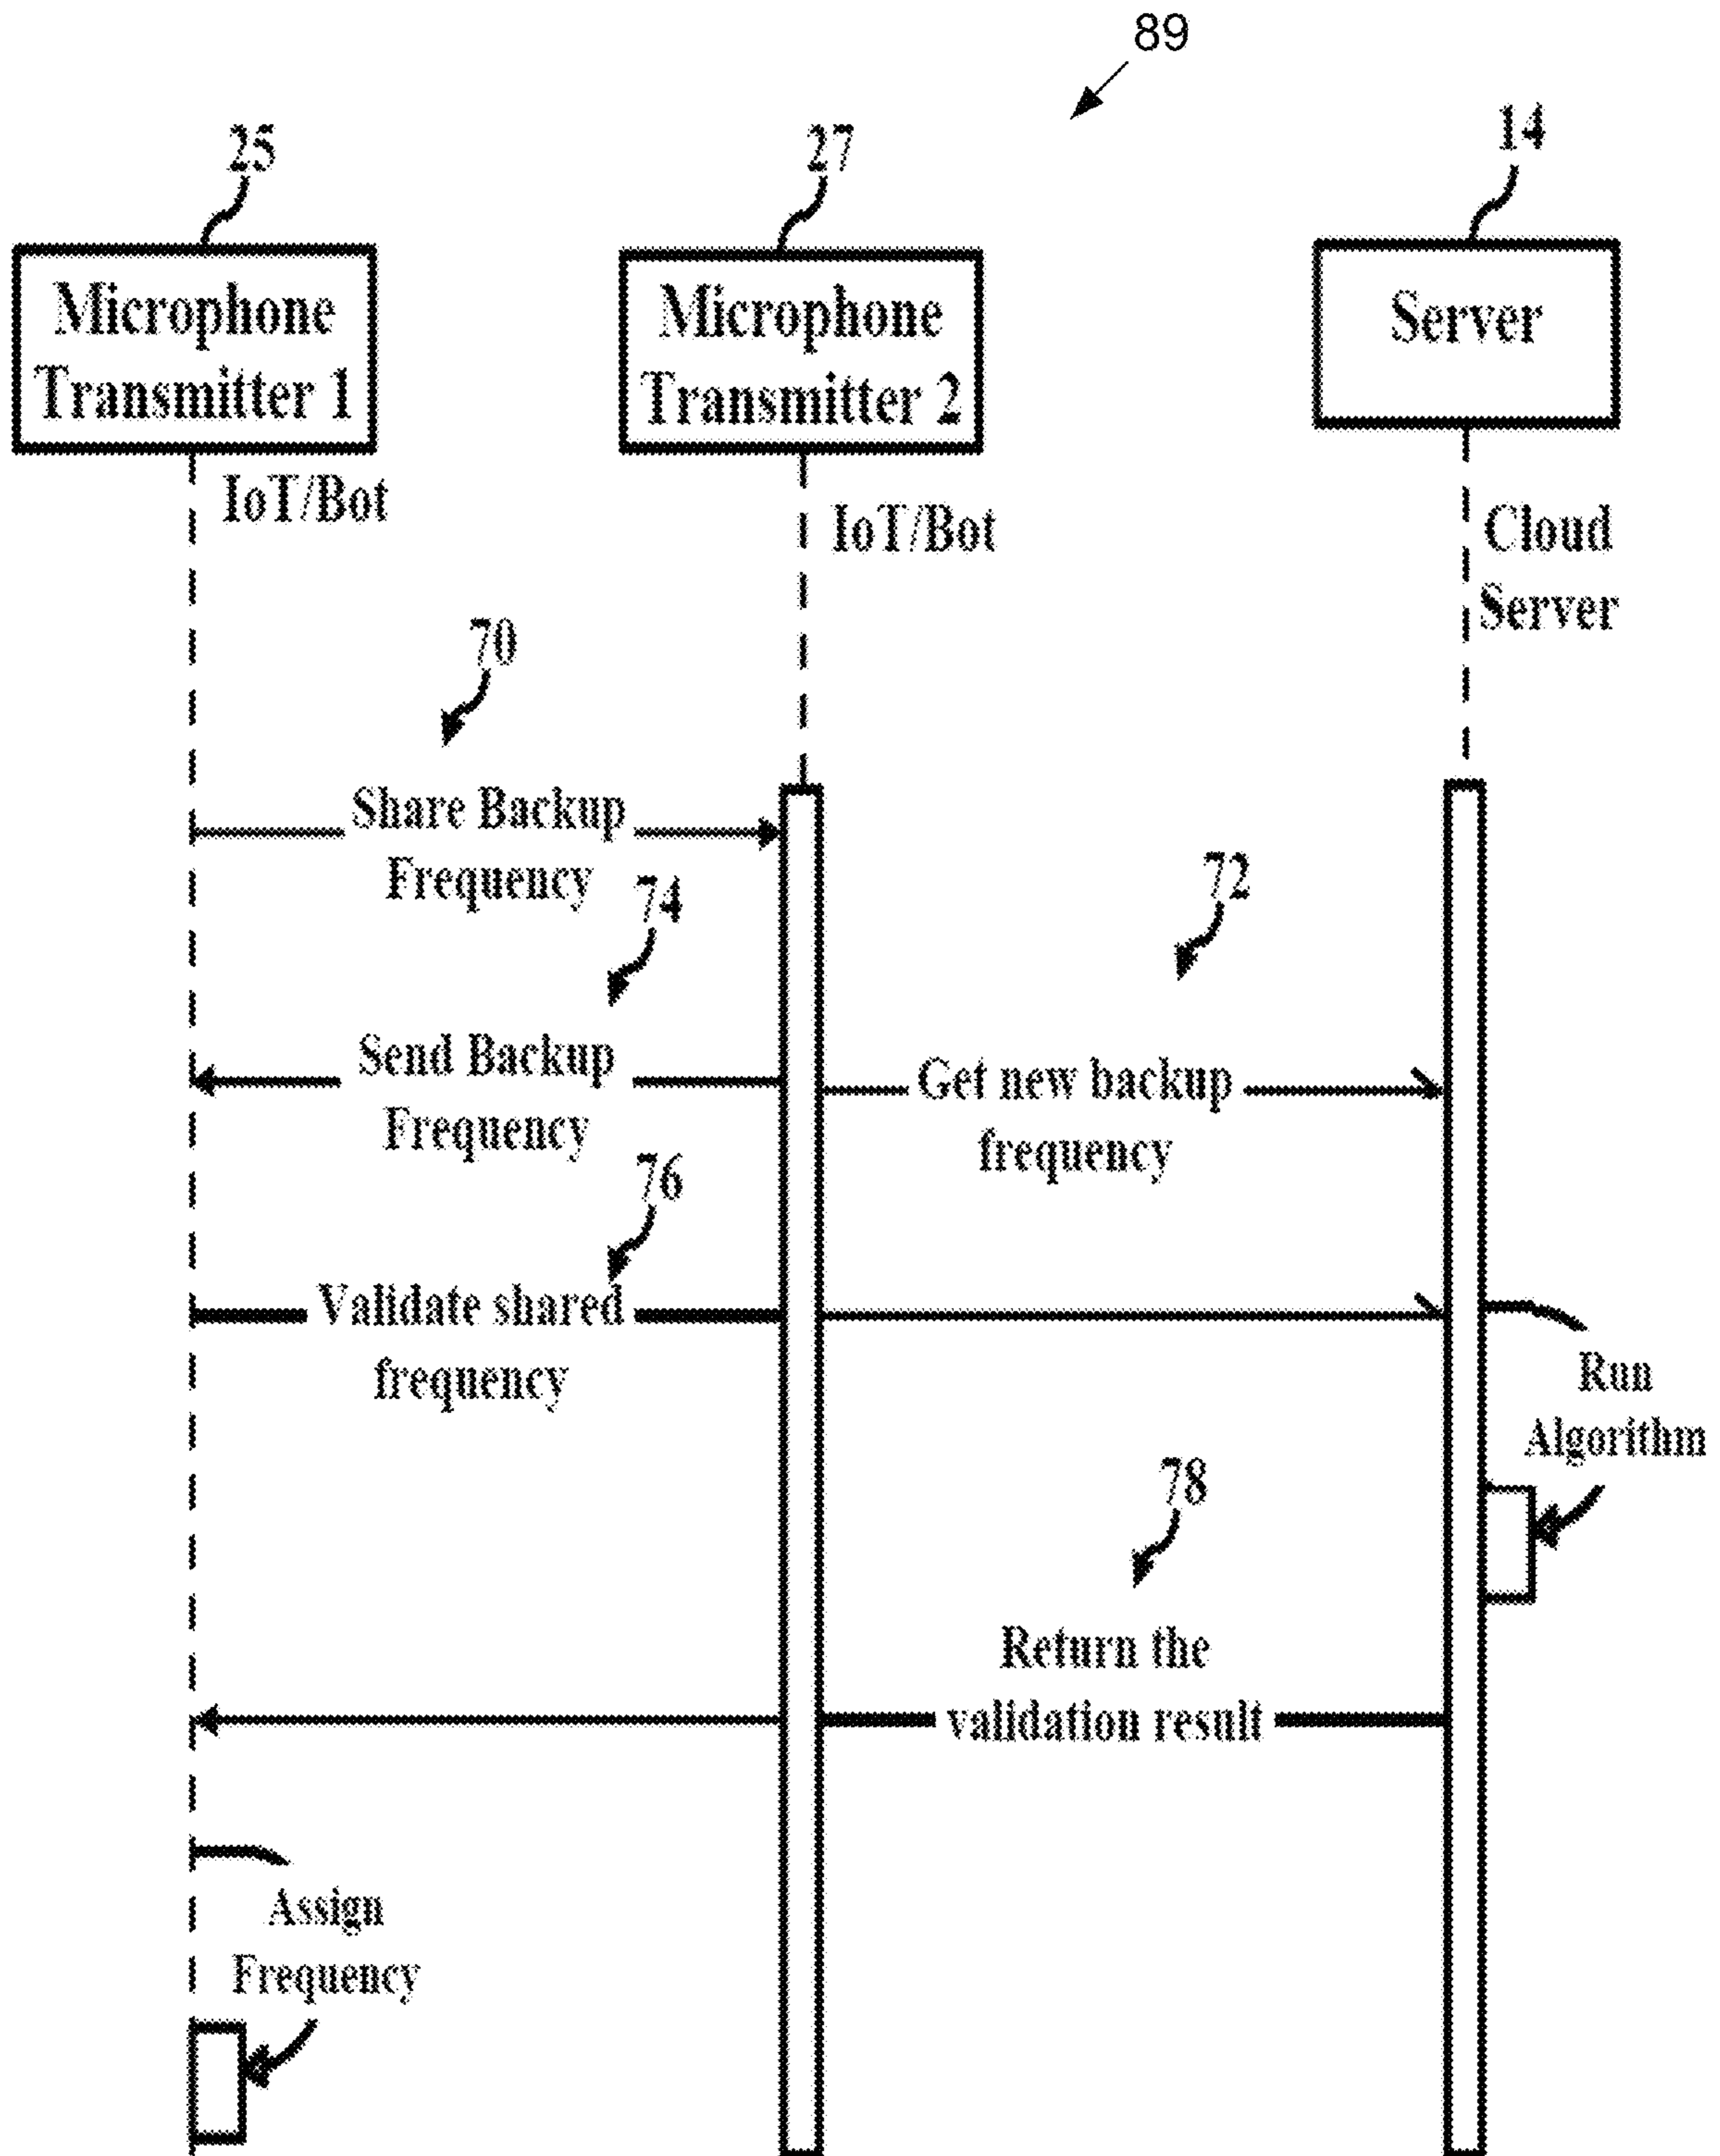 89
25
27
14
Microphone
Transmitter 1
Microphone
Transmitter 2
Server
IoT/Bot
IoT/Bot
Cloud
Server
70
Share Backup
Frequency
74
72
Send Backup
Frequency
Get new backup
frequency
76
Validate shared
frequency
Run
Algorithm
78
Return the
validation result
Assign
Frequency